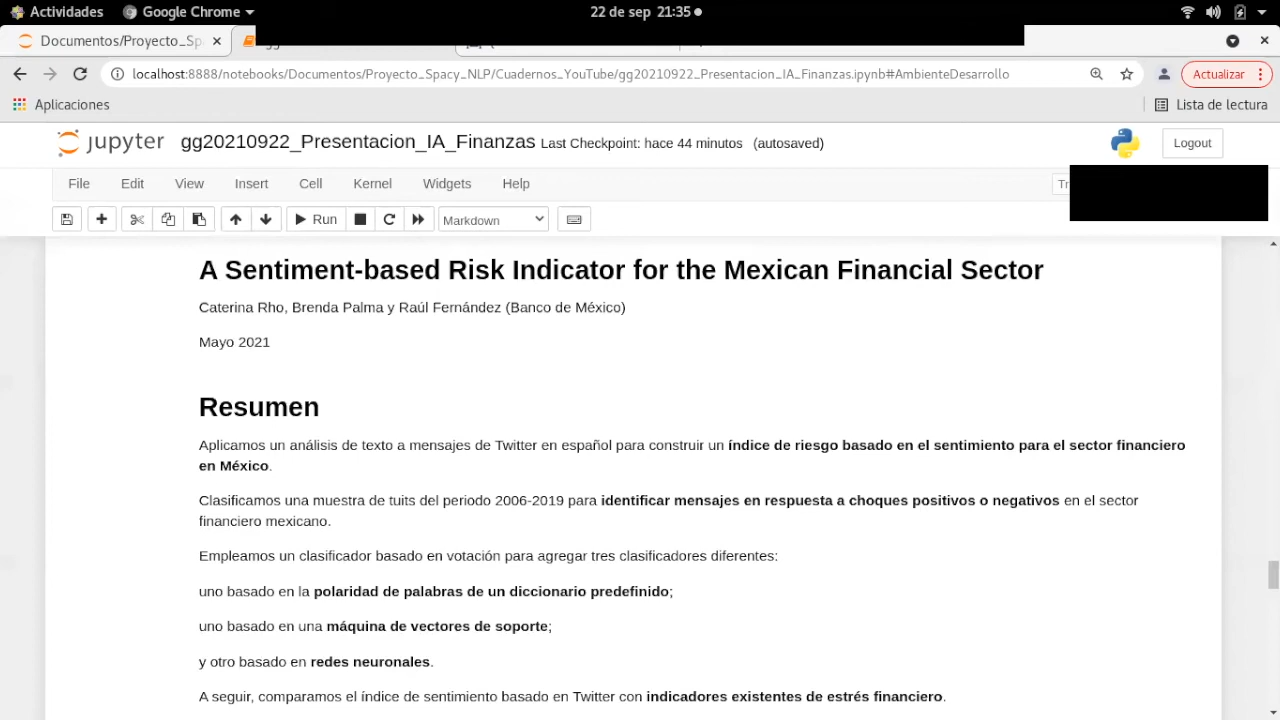 Actividades Google Chrome 22 de sep 21:35
Documentos/Proyecto_Sp
localhost:8888/notebooks/Documentos/Proyecto_Spacy_NLP/Cuadernos_YouTube/gg20210922_Presentacion_IA_Finanzas.ipynb#AmbienteDesarrollo Actualizar
Aplicaciones Lista de lectura
jupyter gg20210922_Presentacion_IA_Finanzas Last Checkpoint: hace 44 minutos (autosaved) Logout
File Edit View Insert Cell Kernel Widgets Help
Run Markdown
A Sentiment-based Risk Indicator for the Mexican Financial Sector
Caterina Rho, Brenda Palma y Raúl Fernández (Banco de México)
Mayo 2021
Resumen
Aplicamos un análisis de texto a mensajes de Twitter en español para construir un índice de riesgo basado en el sentimiento para el sector financiero
en México.
Clasificamos una muestra de tuits del periodo 2006-2019 para identificar mensajes en respuesta a choques positivos o negativos en el sector
financiero mexicano.
Empleamos un clasificador basado en votación para agregar tres clasificadores diferentes:
uno basado en la polaridad de palabras de un diccionario predefinido;
uno basado en una máquina de vectores de soporte;
y otro basado en redes neuronales.
A seguir, comparamos el índice de sentimiento basado en Twitter con indicadores existentes de estrés financiero.